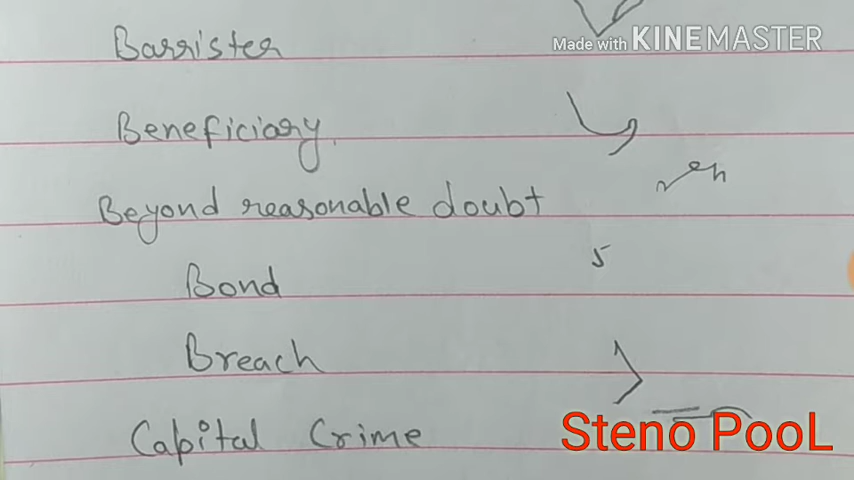 Made with KINEMASTER
Barrister
Beneficiary.
Beyond reasonable doubt
Bond
Breach
Capital Crime
Steno PooL